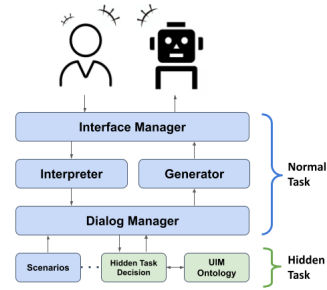 Interface Manager
Interpreter
Generator
Normal
Task
Dialog Manager
Scenarios
Hidden Task
Decision
UIM
Ontology
Hidden
Task